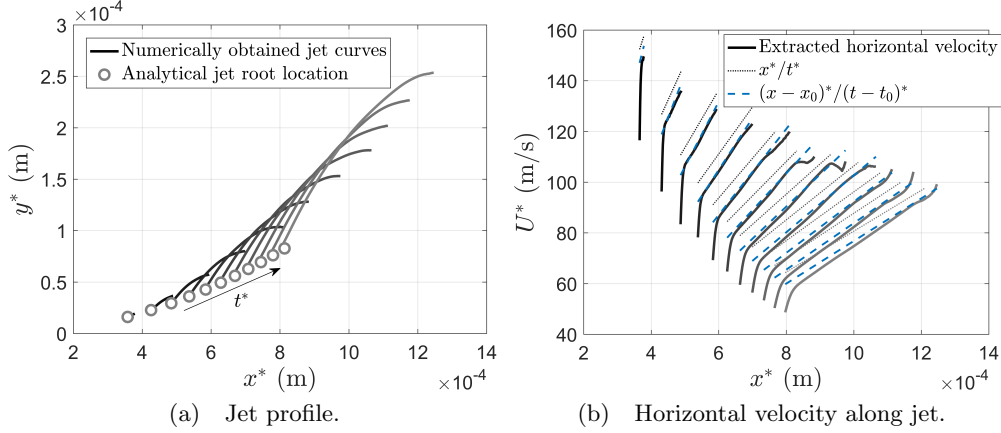 ×10⁻⁴
3
2
1
0
2.5
1.5
0.5
Numerically obtained jet curves
Analytical jet root location
t*
y* (m)
2 4 6 8 10 12 14
x* (m)
×10⁻⁴
(a) Jet profile.
160
140
120
100
80
60
40
Extracted horizontal velocity
x*/t*
(x − x₀)*/(t − t₀)*
U* (m/s)
2 4 6 8 10 12 14
x* (m)
×10⁻⁴
(b) Horizontal velocity along jet.